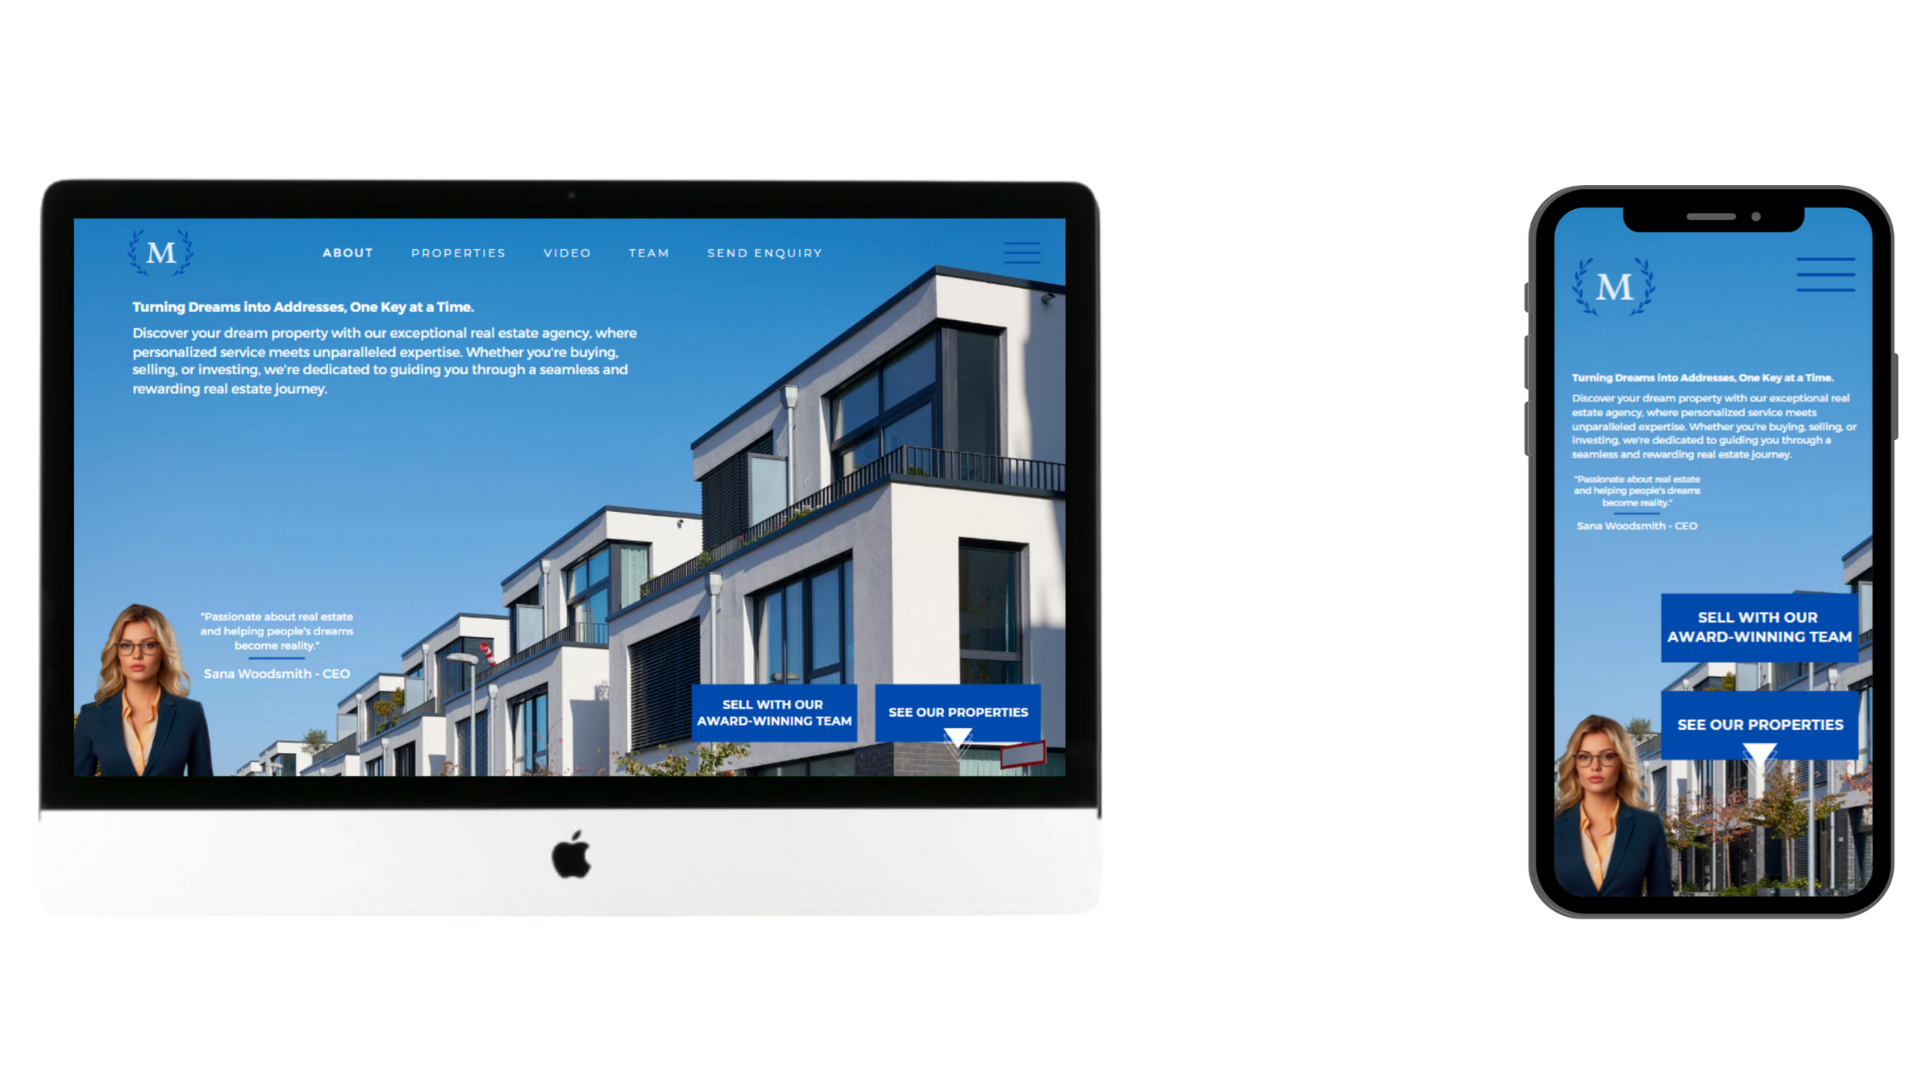 M
ABOUT PROPERTIES VIDEO TEAM SEND ENQUIRY
Turning Dreams into Addresses, One Key at a Time.
Discover your dream property with our exceptional real estate agency, where
personalized service meets unparalleled expertise. Whether you're buying,
selling, or investing, we're dedicated to guiding you through a seamless and
rewarding real estate journey.
"Passionate about real estate
and helping people's dreams
become reality."
Sana Woodsmith - CEO
SELL WITH OUR
AWARD-WINNING TEAM
SEE OUR PROPERTIES
M
Turning Dreams into Addresses, One Key at a Time.
Discover your dream property with our exceptional real
estate agency, where personalized service meets
unparalleled expertise. Whether you're buying, selling, or
investing, we're dedicated to guiding you through a
seamless and rewarding real estate journey.
"Passionate about real estate
and helping people's dreams
become reality."
Sana Woodsmith - CEO
SELL WITH OUR
AWARD-WINNING TEAM
SEE OUR PROPERTIES